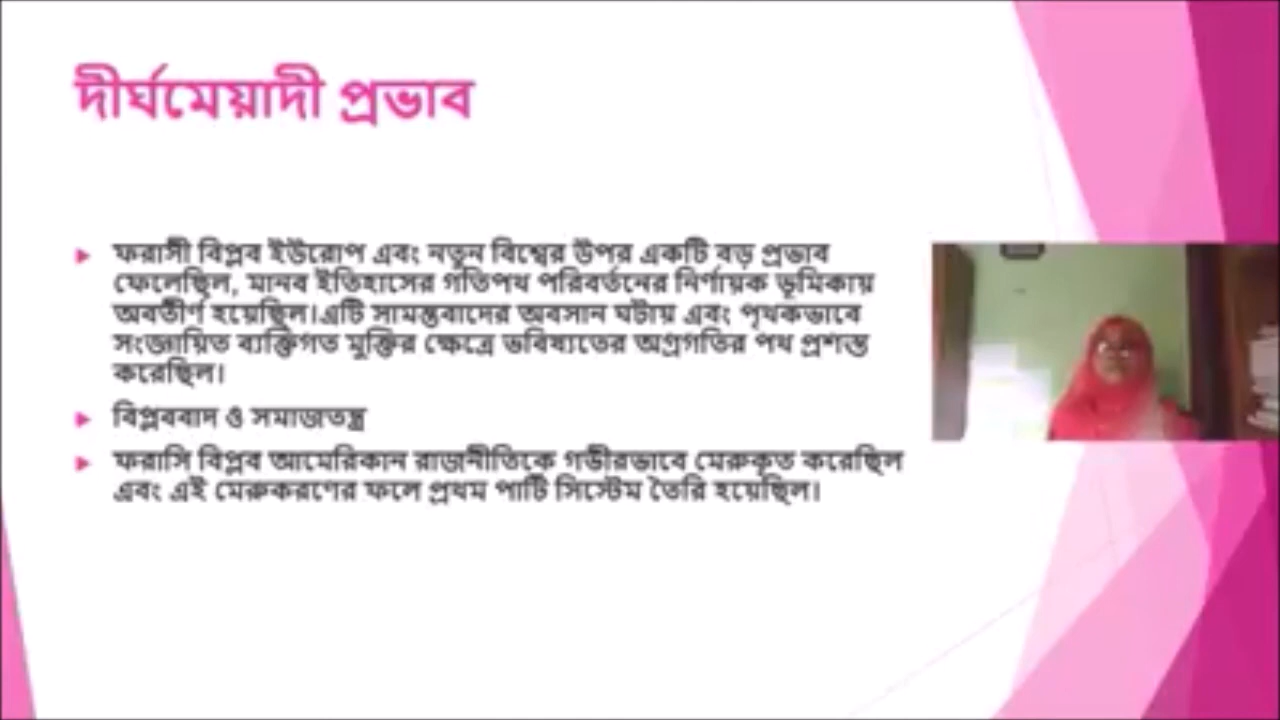 দীর্ঘমেয়াদী প্রভাব
ফরাসী বিপ্লব ইউরোপ এবং নতুন বিশ্বের উপর একটি বড় প্রভাব
ফেলেছিল, মানব ইতিহাসের গতিপথ পরিবর্তনের নির্ণায়ক ভূমিকায়
অবতীর্ণ হয়েছিল।এটি সামন্তবাদের অবসান ঘটায় এবং পৃথকভাবে
সংজ্ঞায়িত ব্যক্তিগত মুক্তির ক্ষেত্রে ভবিষ্যতের অগ্রগতির পথ প্রশস্ত
করেছিল।
বিপ্লববাদ ও সমাজতন্ত্র
ফরাসি বিপ্লব আমেরিকান রাজনীতিকে গভীরভাবে মেরুকৃত করেছিল
এবং এই মেরুকরণের ফলে প্রথম পার্টি সিস্টেম তৈরি হয়েছিল।